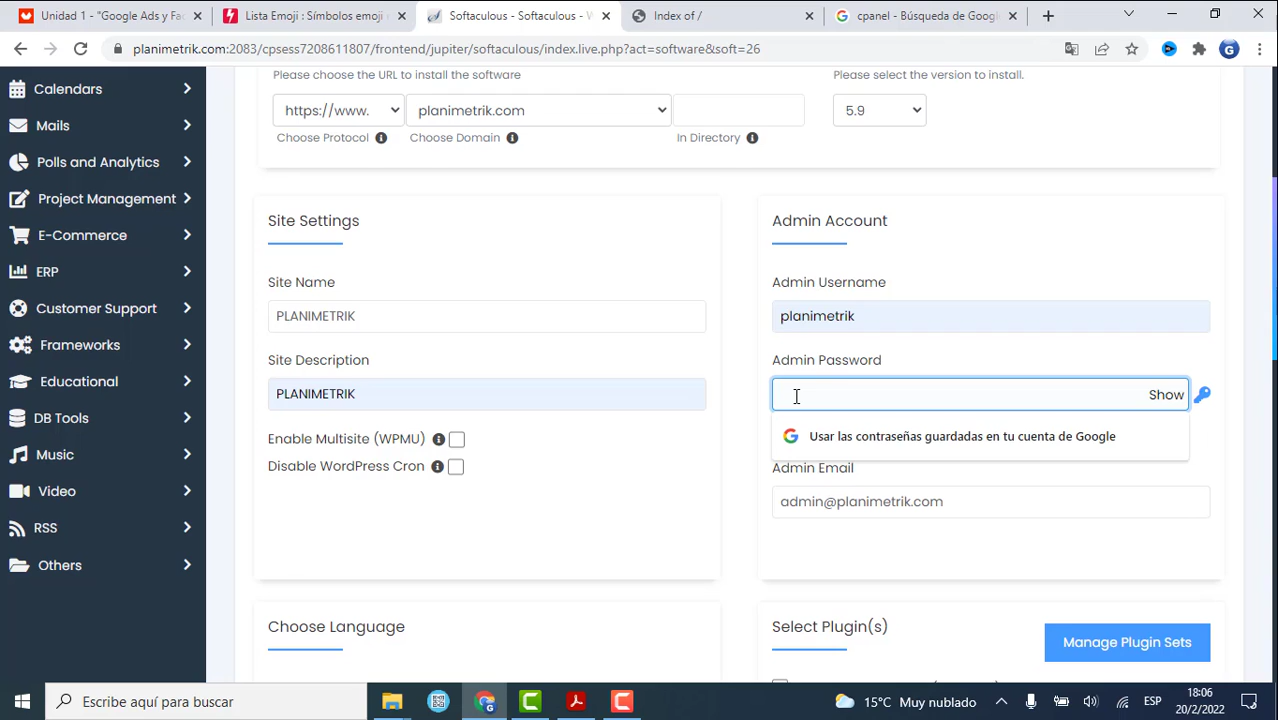 Unidad 1 - "Google Ads y Fac
Lista Emoji : Símbolos emoji
Softaculous - Softaculous - W
Index of /
cpanel - Búsqueda de Google
planimetrik.com:2083/cpsess7208611807/frontend/jupiter/softaculous/index.live.php?act=software&soft=26
Calendars
Mails
Polls and Analytics
Project Management
E-Commerce
ERP
Customer Support
Frameworks
Educational
DB Tools
Music
Video
RSS
Others
Please choose the URL to install the software
https://www.
planimetrik.com
Choose Protocol
Choose Domain
In Directory
Please select the version to install.
5.9
Site Settings
Site Name
PLANIMETRIK
Site Description
PLANIMETRIK
Enable Multisite (WPMU)
Disable WordPress Cron
Admin Account
Admin Username
planimetrik
Admin Password
Show
Usar las contraseñas guardadas en tu cuenta de Google
Admin Email
admin@planimetrik.com
Choose Language
Select Plugin(s)
Manage Plugin Sets
Escribe aquí para buscar
15°C Muy nublado
ESP
18:06
20/2/2022